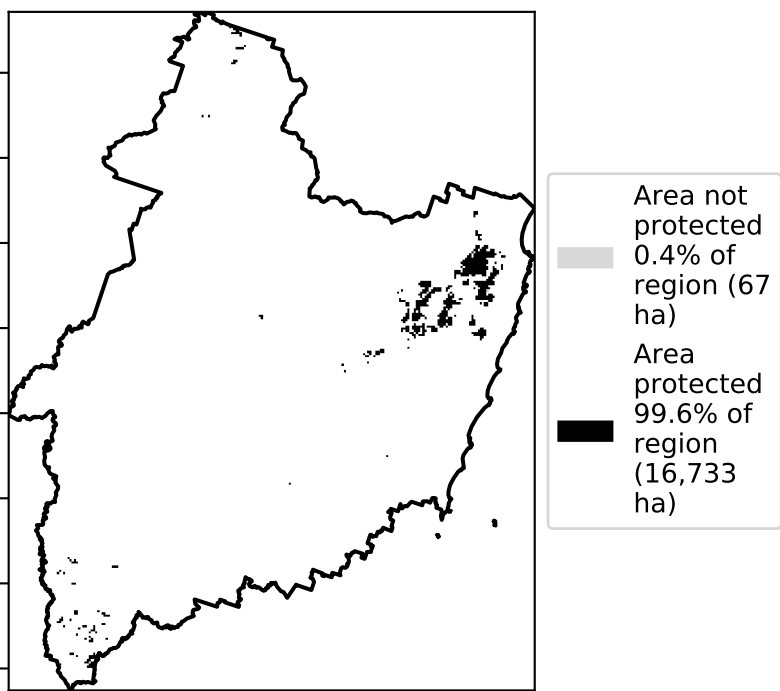 Area not
protected
0.4% of
region (67
ha)
Area
protected
99.6% of
region
(16,733
ha)